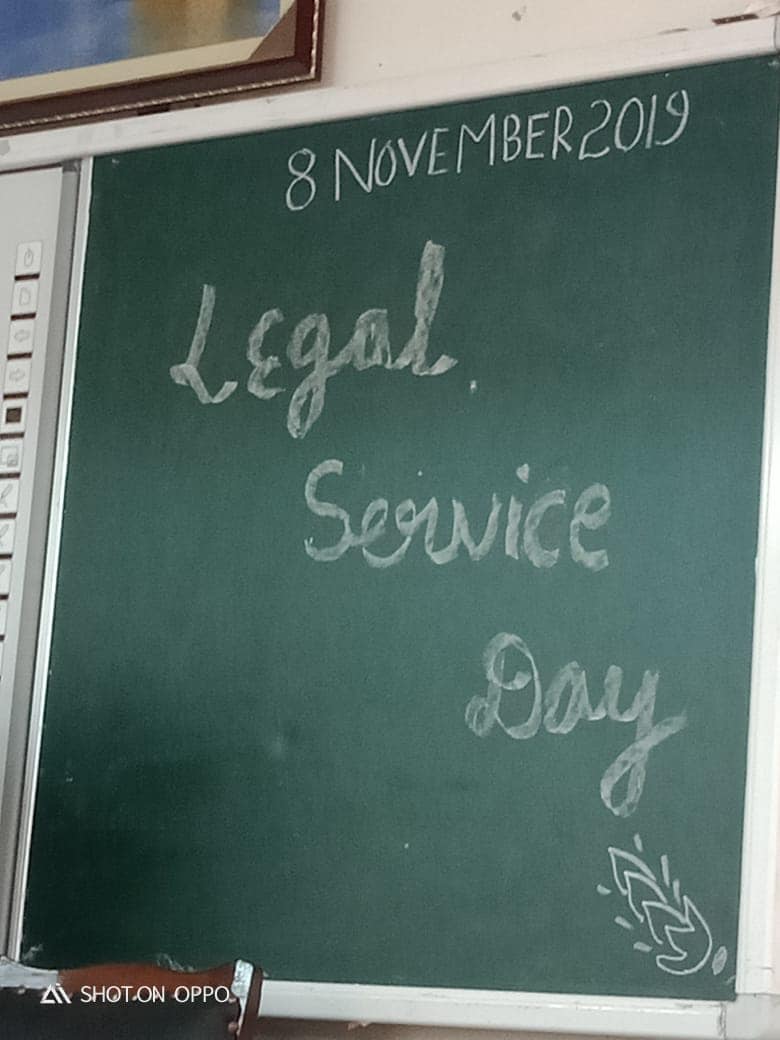 8 NOVEMBER 2019
Legal
Service
Day
SHOT ON OPPO